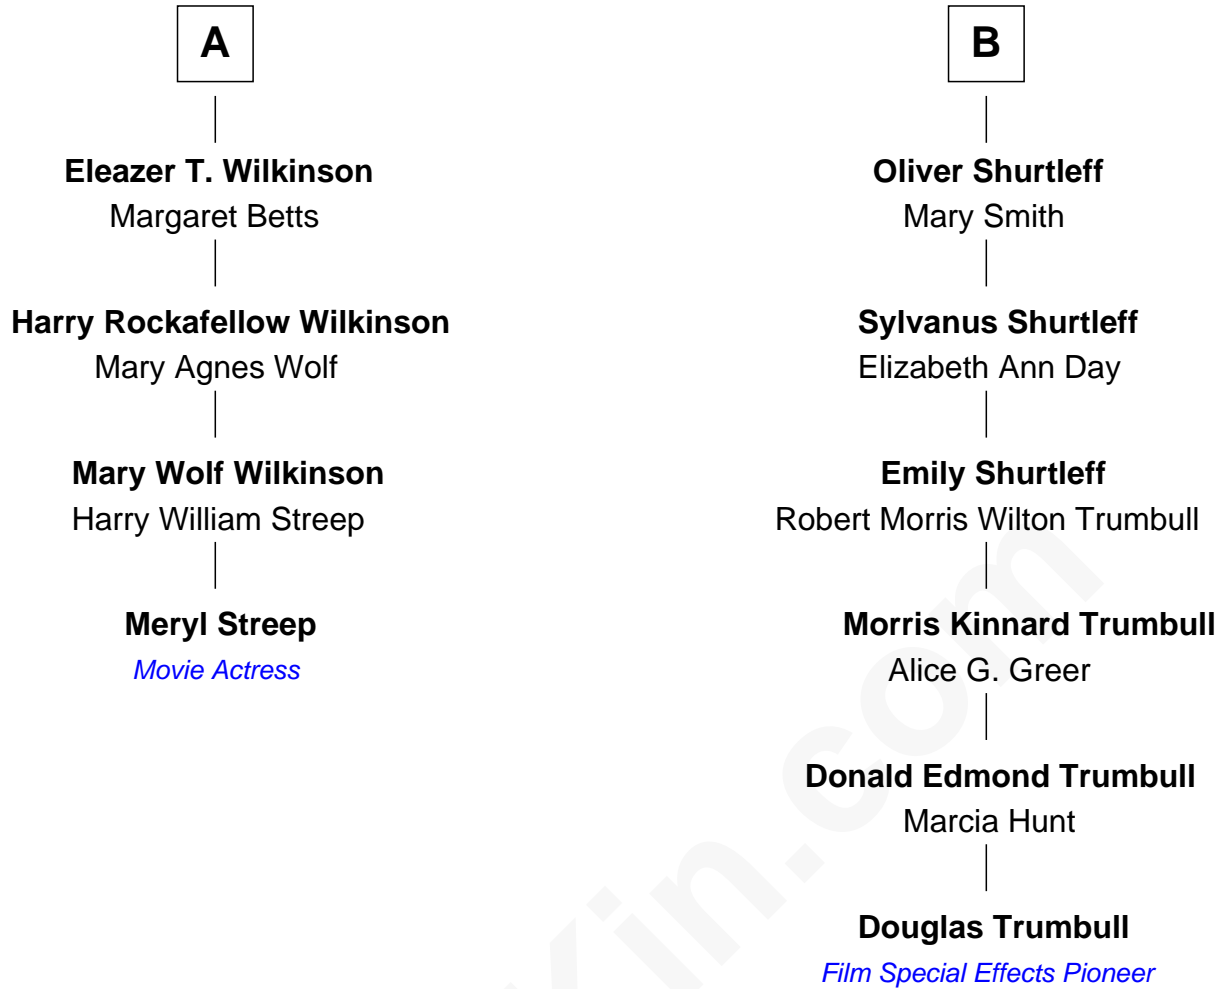 A
Eleazer T. Wilkinson
Margaret Betts
Harry Rockafellow Wilkinson
Mary Agnes Wolf
Mary Wolf Wilkinson
Harry William Streep
Meryl Streep
Movie Actress
B
Oliver Shurtleff
Mary Smith
Sylvanus Shurtleff
Elizabeth Ann Day
Emily Shurtleff
Robert Morris Wilton Trumbull
Morris Kinnard Trumbull
Alice G. Greer
Donald Edmond Trumbull
Marcia Hunt
Douglas Trumbull
Film Special Effects Pioneer